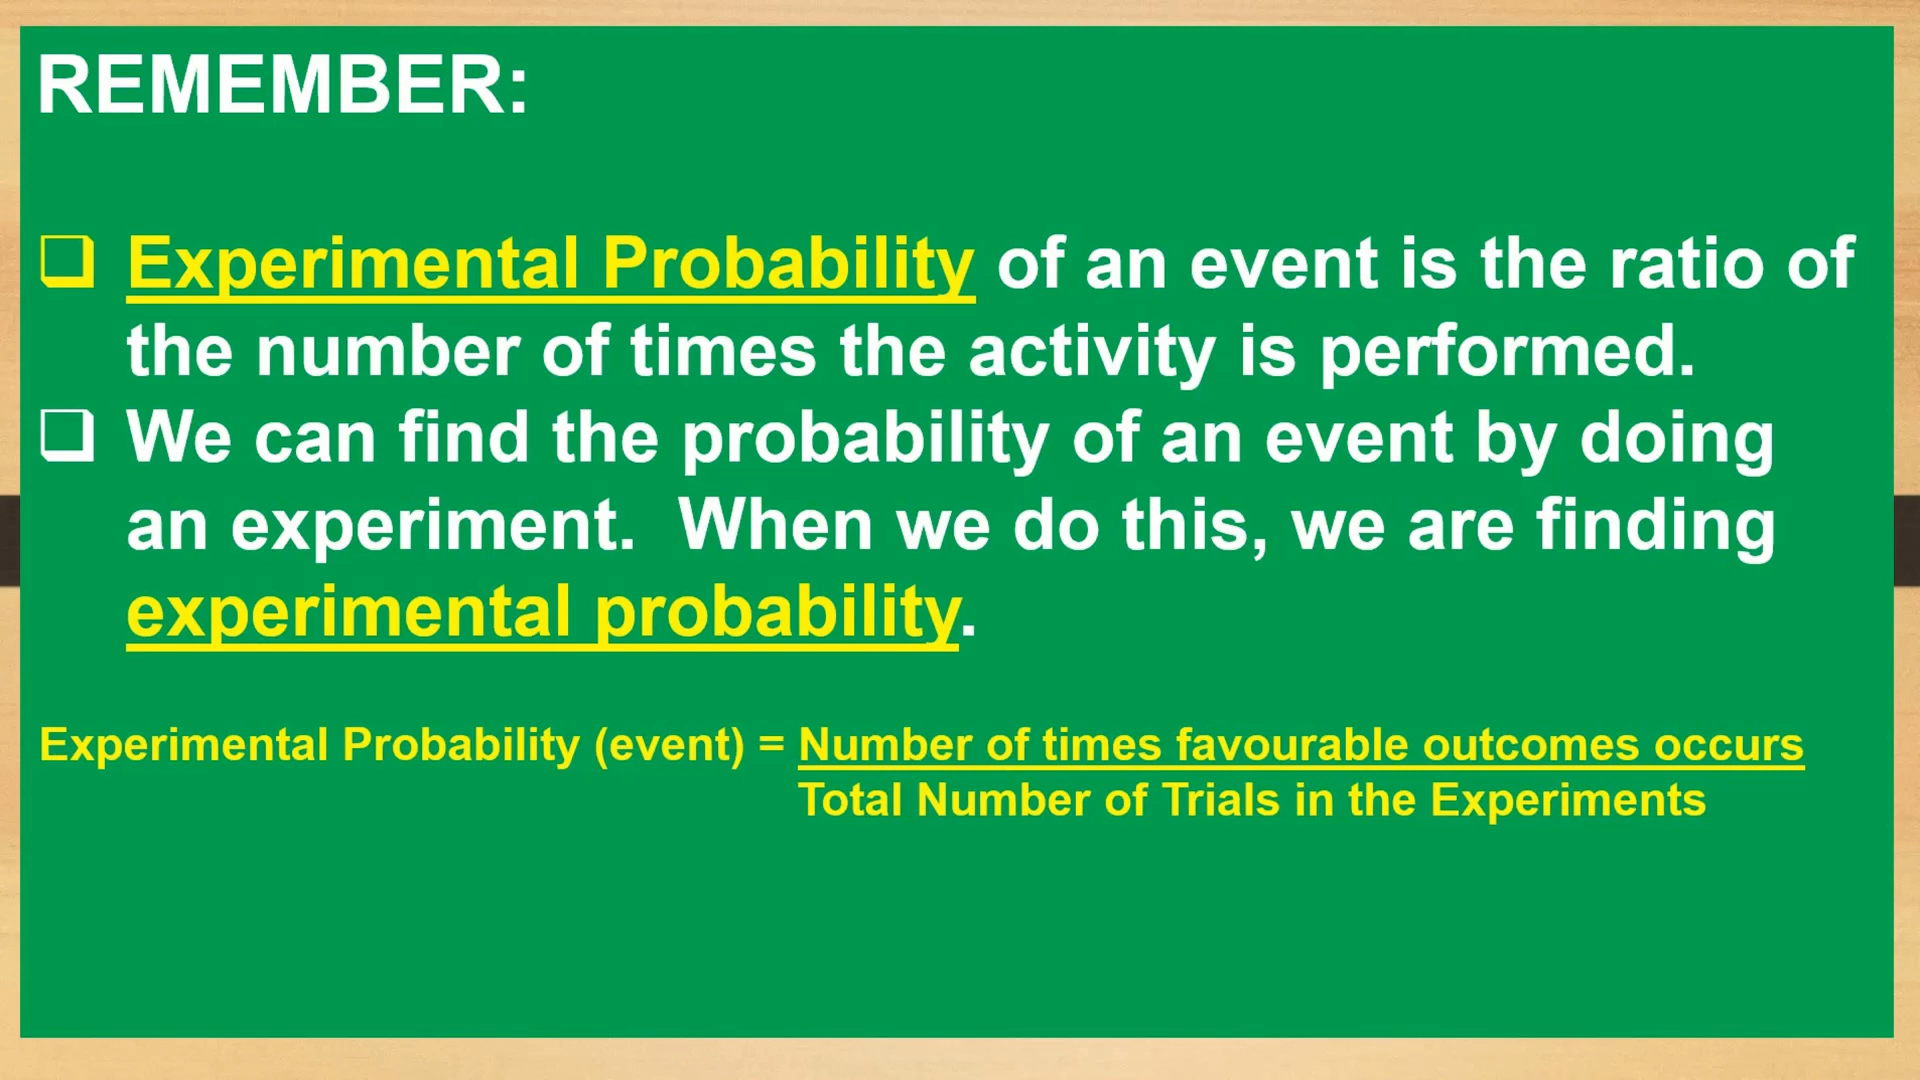 REMEMBER:
❑ Experimental Probability of an event is the ratio of
the number of times the activity is performed.
❑ We can find the probability of an event by doing
an experiment. When we do this, we are finding
experimental probability.
Experimental Probability (event) = Number of times favourable outcomes occurs
Total Number of Trials in the Experiments